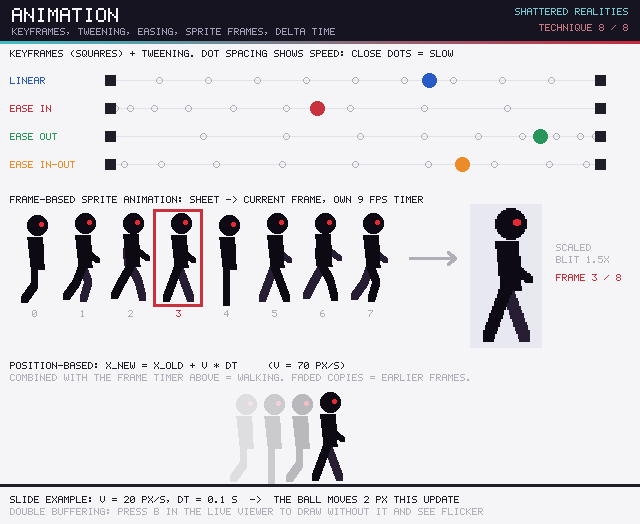 ANIMATION
SHATTERED REALITIES
KEYFRAMES, TWEENING, EASING, SPRITE FRAMES, DELTA TIME
TECHNIQUE 8 / 8
KEYFRAMES (SQUARES) + TWEENING. DOT SPACING SHOWS SPEED: CLOSE DOTS = SLOW
LINEAR
EASE IN
EASE OUT
EASE IN-OUT
FRAME-BASED SPRITE ANIMATION: SHEET -> CURRENT FRAME, OWN 9 FPS TIMER
SCALED
BLIT 1.5X
FRAME 3 / 8
0 1 2 3 4 5 6 7
POSITION-BASED: X_NEW = X_OLD + V * DT (V = 70 PX/S)
COMBINED WITH THE FRAME TIMER ABOVE = WALKING. FADED COPIES = EARLIER FRAMES.
SLIDE EXAMPLE: V = 20 PX/S, DT = 0.1 S -> THE BALL MOVES 2 PX THIS UPDATE
DOUBLE BUFFERING: PRESS B IN THE LIVE VIEWER TO DRAW WITHOUT IT AND SEE FLICKER